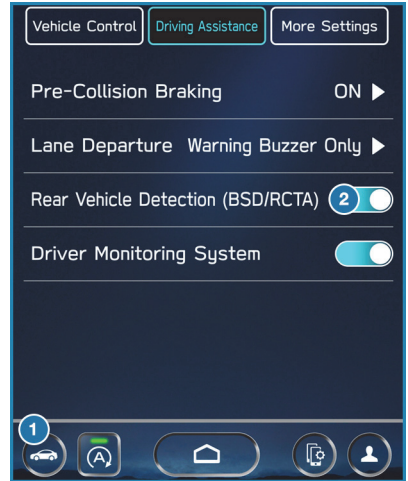 Vehicle Control Driving Assistance More Settings
Pre-Collision Braking ON
Lane Departure Warning Buzzer Only
Rear Vehicle Detection (BSD/RCTA) 2
Driver Monitoring System
1
A